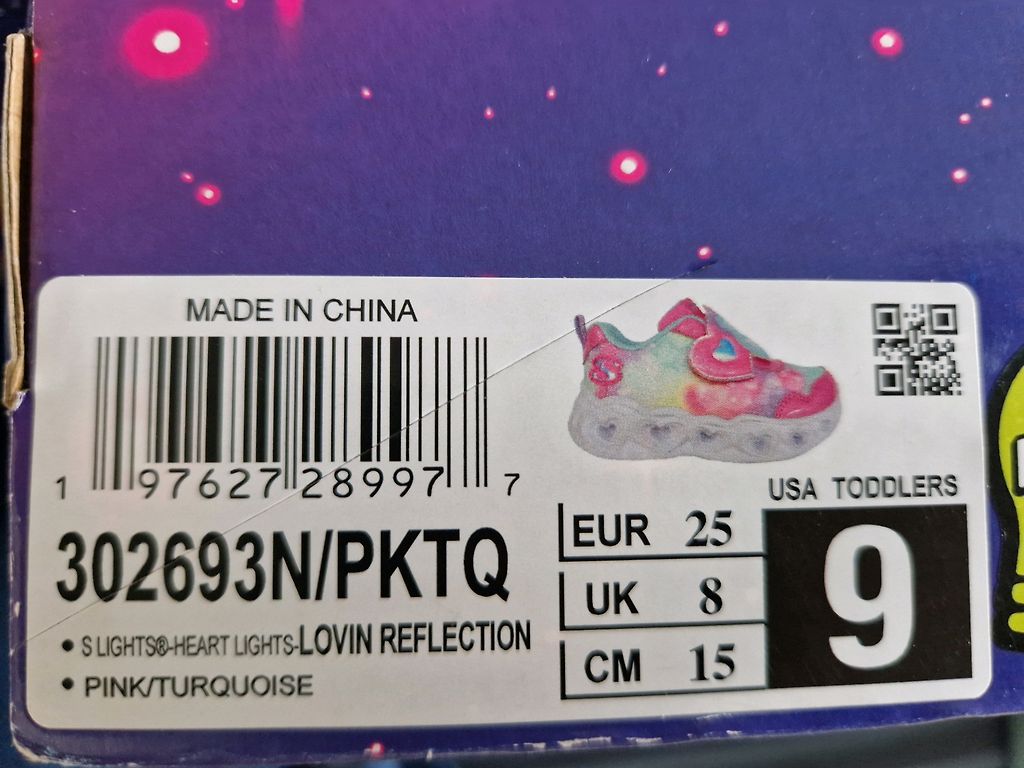 MADE IN CHINA
1 97627 28997 7
302693N/PKTQ
• S LIGHTS®-HEART LIGHTS-LOVIN REFLECTION
• PINK/TURQUOISE
USA TODDLERS
EUR 25
UK 8
CM 15
9